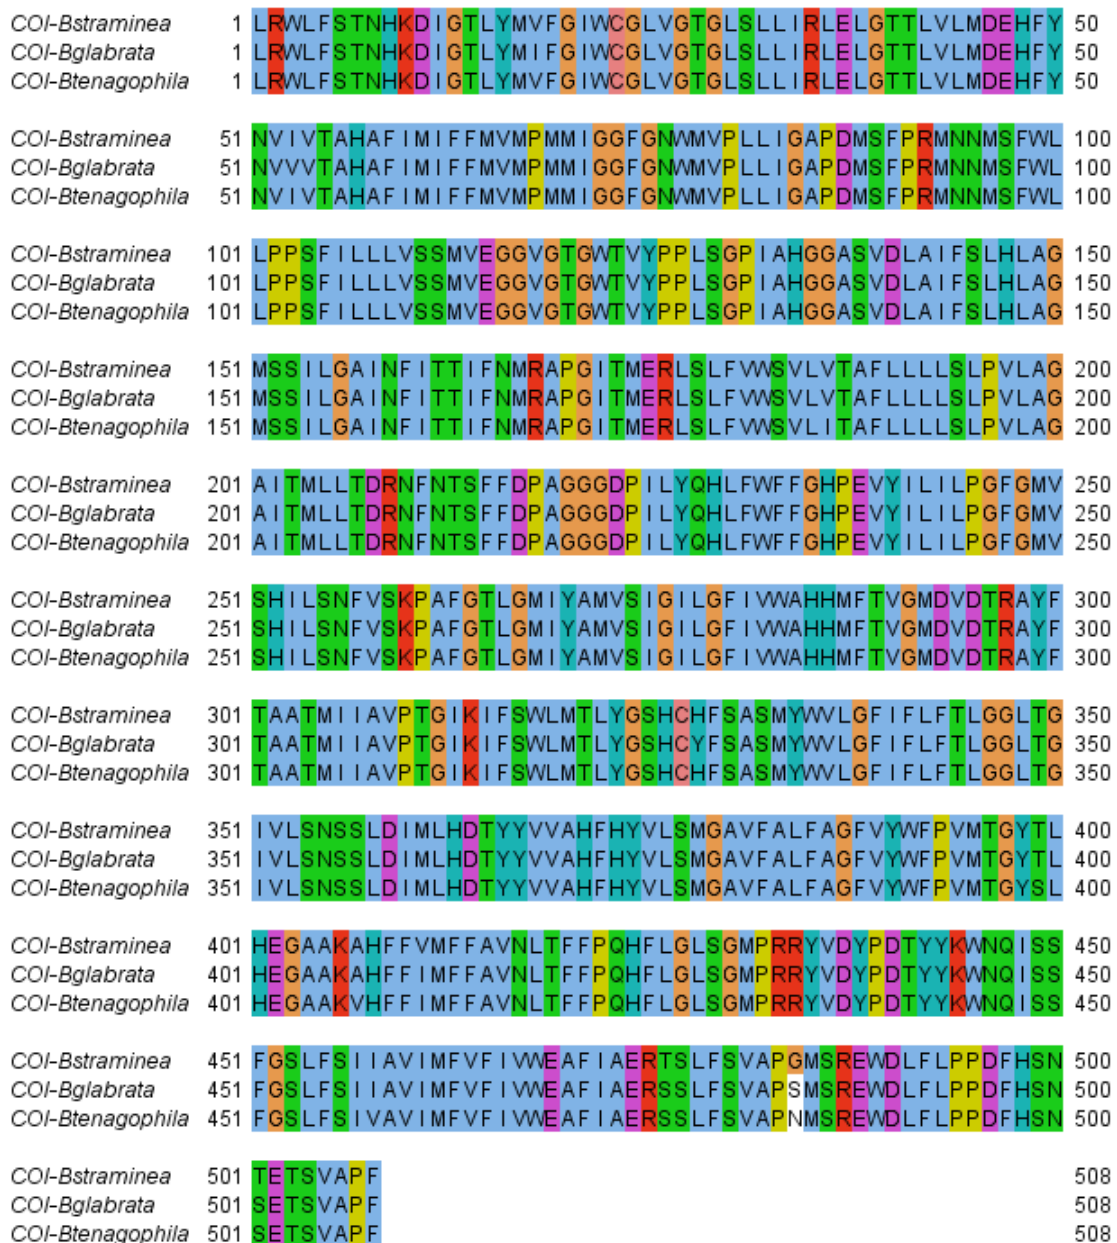 COI-Bstraminea 1 LRWLFSTNHKDIGTLYMVFGIWCGLVGTGLSLLIRLELGTTLVLMDEHFY 50
COI-Bglabrata 1 LRWLFSTNHKDIGTLYMIFGIWCGLVGTGLSLLIRLELGTTLVLMDEHFY 50
COI-Btenagophila 1 LRWLFSTNHKDIGTLYMVFGIWCGLVGTGLSLLIRLELGTTLVLMDEHFY 50
COI-Bstraminea 51 NVIVTAHAFIMIFFMVMPMMIGGFGNWMVPLLIGAPDMSFPRMNNMSFWL 100
COI-Bglabrata 51 NVVVTAHAFIMIFFMVMPMMIGGFGNWMVPLLIGAPDMSFPRMNNMSFWL 100
COI-Btenagophila 51 NVIVTAHAFIMIFFMVMPMMIGGFGNWMVPLLIGAPDMSFPRMNNMSFWL 100
COI-Bstraminea 101 LPPSFILLLVSSMVEGGVGTGWTVYPPLSGPIAHGGASVDLAIFSLHLAG 150
COI-Bglabrata 101 LPPSFILLLVSSMVEGGVGTGWTVYPPLSGPIAHGGASVDLAIFSLHLAG 150
COI-Btenagophila 101 LPPSFILLLVSSMVEGGVGTGWTVYPPLSGPIAHGGASVDLAIFSLHLAG 150
COI-Bstraminea 151 MSSILGAINFITTIFNMRAPGITMERLSLFVWSVLVTAFLLLLSLPVLAG 200
COI-Bglabrata 151 MSSILGAINFITTIFNMRAPGITMERLSLFVWSVLVTAFLLLLSLPVLAG 200
COI-Btenagophila 151 MSSILGAINFITTIFNMRAPGITMERLSLFVWSVLITAFLLLLSLPVLAG 200
COI-Bstraminea 201 AITMLLTDRNFNTSFFDPAGGGDPILYQHLFWFFGHPEVYILILPGFGMV 250
COI-Bglabrata 201 AITMLLTDRNFNTSFFDPAGGGDPILYQHLFWFFGHPEVYILILPGFGMV 250
COI-Btenagophila 201 AITMLLTDRNFNTSFFDPAGGGDPILYQHLFWFFGHPEVYILILPGFGMV 250
COI-Bstraminea 251 SHILSNFVSKPAFGTLGMIYAMVSIGILGFIVWAHHMFTVGMDVDTRAYF 300
COI-Bglabrata 251 SHILSNFVSKPAFGTLGMIYAMVSIGILGFIVWAHHMFTVGMDVDTRAYF 300
COI-Btenagophila 251 SHILSNFVSKPAFGTLGMIYAMVSIGILGFIVWAHHMFTVGMDVDTRAYF 300
COI-Bstraminea 301 TAATMIIAVPTGIKIFSWLMTLYGSHCHFSASMYWVLGFIFLFTLGGLTG 350
COI-Bglabrata 301 TAATMIIAVPTGIKIFSWLMTLYGSHCYFSASMYWVLGFIFLFTLGGLTG 350
COI-Btenagophila 301 TAATMIIAVPTGIKIFSWLMTLYGSHCHFSASMYWVLGFIFLFTLGGLTG 350
COI-Bstraminea 351 IVLSNSSLDIMLHDTYYVVAHFHYVLSMGAVFALFAGFVYWFPVMTGYTL 400
COI-Bglabrata 351 IVLSNSSLDIMLHDTYYVVAHFHYVLSMGAVFALFAGFVYWFPVMTGYTL 400
COI-Btenagophila 351 IVLSNSSLDIMLHDTYYVVAHFHYVLSMGAVFALFAGFVYWFPVMTGYSL 400
COI-Bstraminea 401 HEGAAKAHFFVMFFAVNLTFFPQHFLGLSGMPRRYVDYPDTYYKWNQISS 450
COI-Bglabrata 401 HEGAAKAHFFIMFFAVNLTFFPQHFLGLSGMPRRYVDYPDTYYKWNQISS 450
COI-Btenagophila 401 HEGAAKVHFFIMFFAVNLTFFPQHFLGLSGMPRRYVDYPDTYYKWNQISS 450
COI-Bstraminea 451 FGSLFSIIAVIMFVFIVWEAFIAERTSLFSVAPGMSREWDLFLPPDFHSN 500
COI-Bglabrata 451 FGSLFSIIAVIMFVFIVWEAFIAERSSLFSVAPSMSREWDLFLPPDFHSN 500
COI-Btenagophila 451 FGSLFSIVAVIMFVFIVWEAFIAERSSLFSVAPNMSREWDLFLPPDFHSN 500
COI-Bstraminea 501 TETSVAPF 508
COI-Bglabrata 501 SETSVAPF 508
COI-Btenagophila 501 SETSVAPF 508